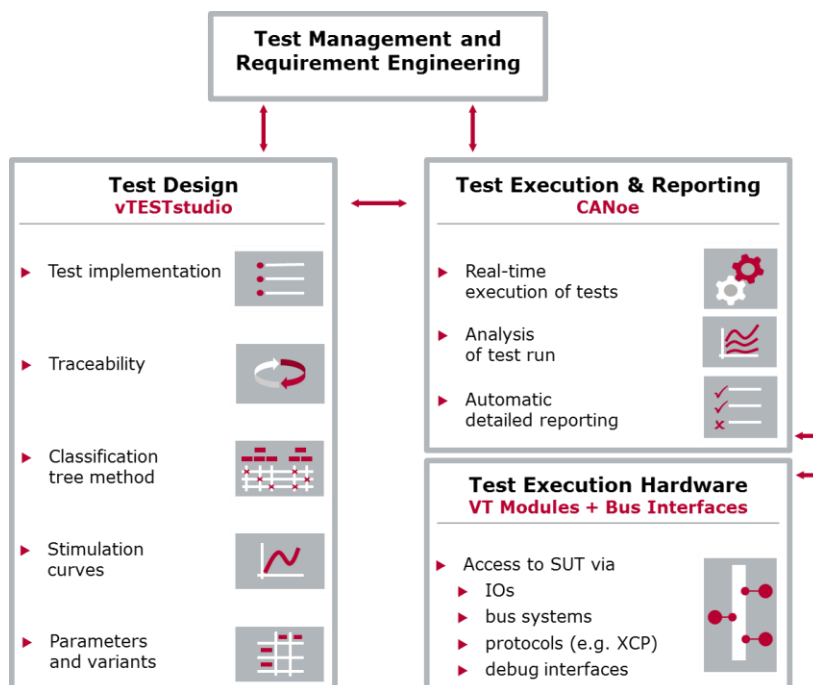 Test Management and
Requirement Engineering
Test Design
vTESTstudio
Test implementation
Traceability
Classification
tree method
Stimulation
curves
Parameters
and variants
Test Execution & Reporting
CANoe
Real-time
execution of tests
Analysis
of test run
Automatic
detailed reporting
Test Execution Hardware
VT Modules + Bus Interfaces
Access to SUT via
IOs
bus systems
protocols (e.g. XCP)
debug interfaces